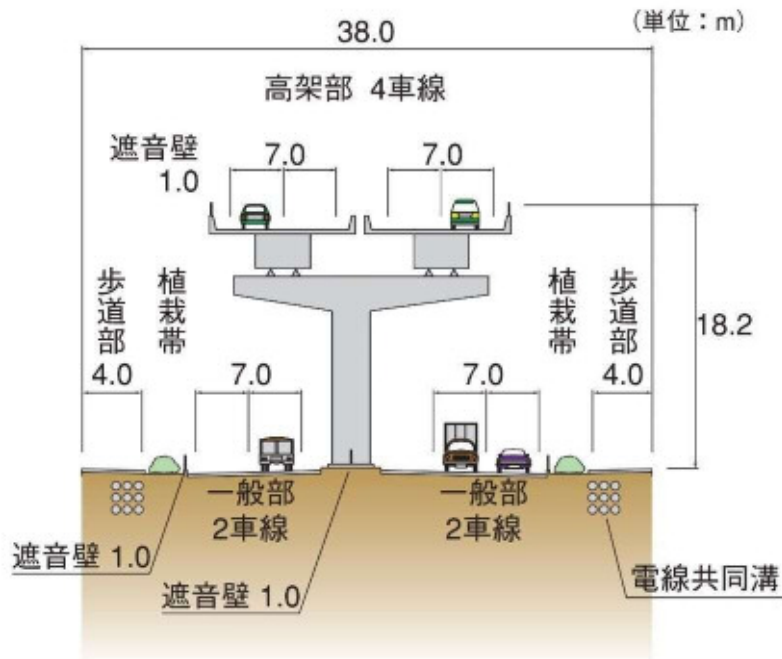 （単位：m）
38.0
高架部 4車線
遮音壁
1.0
7.0
7.0
歩道部
4.0
植栽帯
7.0
7.0
植栽帯
歩道部
4.0
18.2
一般部
2車線
一般部
2車線
遮音壁 1.0
遮音壁 1.0
電線共同溝